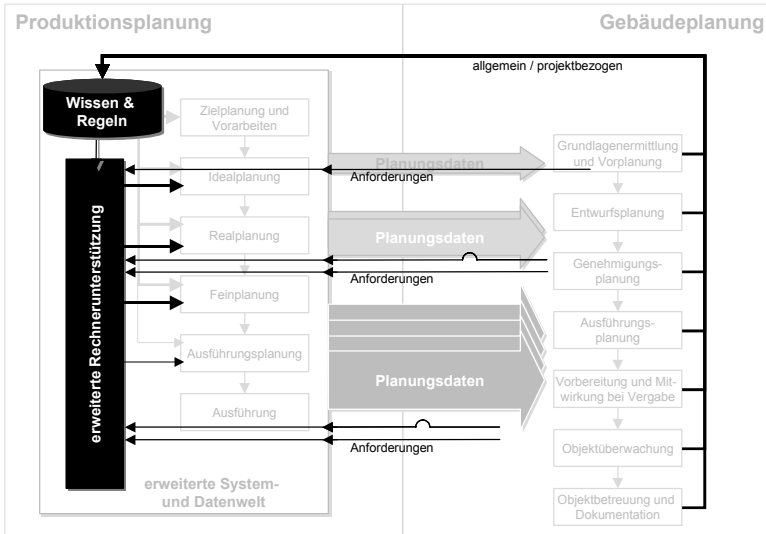 Produktionsplanung
Gebäudeplanung
allgemein / projektbezogen
Wissen &
Regeln
Zielplanung und
Vorarbeiten
Idealplanung
Realplanung
Feinplanung
Ausführungsplanung
Ausführung
erweiterte Rechnerunterstützung
erweiterte System-
und Datenwelt
Planungsdaten
Anforderungen
Planungsdaten
Anforderungen
Planungsdaten
Anforderungen
Grundlagenermittlung
und Vorplanung
Entwurfsplanung
Genehmigungs-
planung
Ausführungs-
planung
Vorbereitung und Mit-
wirkung bei Vergabe
Objektüberwachung
Objektbetreuung und
Dokumentation